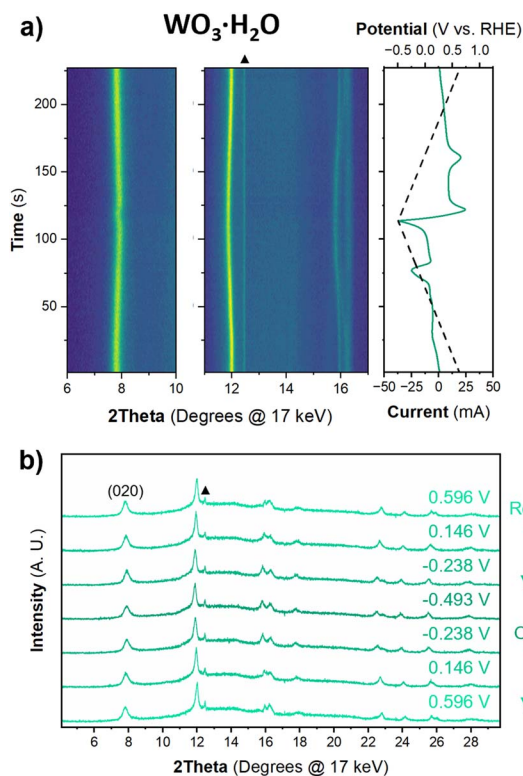 a)
WO₃·H₂O
▲
Potential (V vs. RHE)
-0.5 0.0 0.5 1.0
200
150
100
50
Time (s)
6 8 10
12 14 16
2Theta (Degrees @ 17 keV)
-50 -25 0 25 50
Current (mA)
b)
(020)
▲
0.596 V
0.146 V
-0.238 V
-0.493 V
-0.238 V
0.146 V
0.596 V
Intensity (A. U.)
4 6 8 10 12 14 16 18 20 22 24 26 28
2Theta (Degrees @ 17 keV)